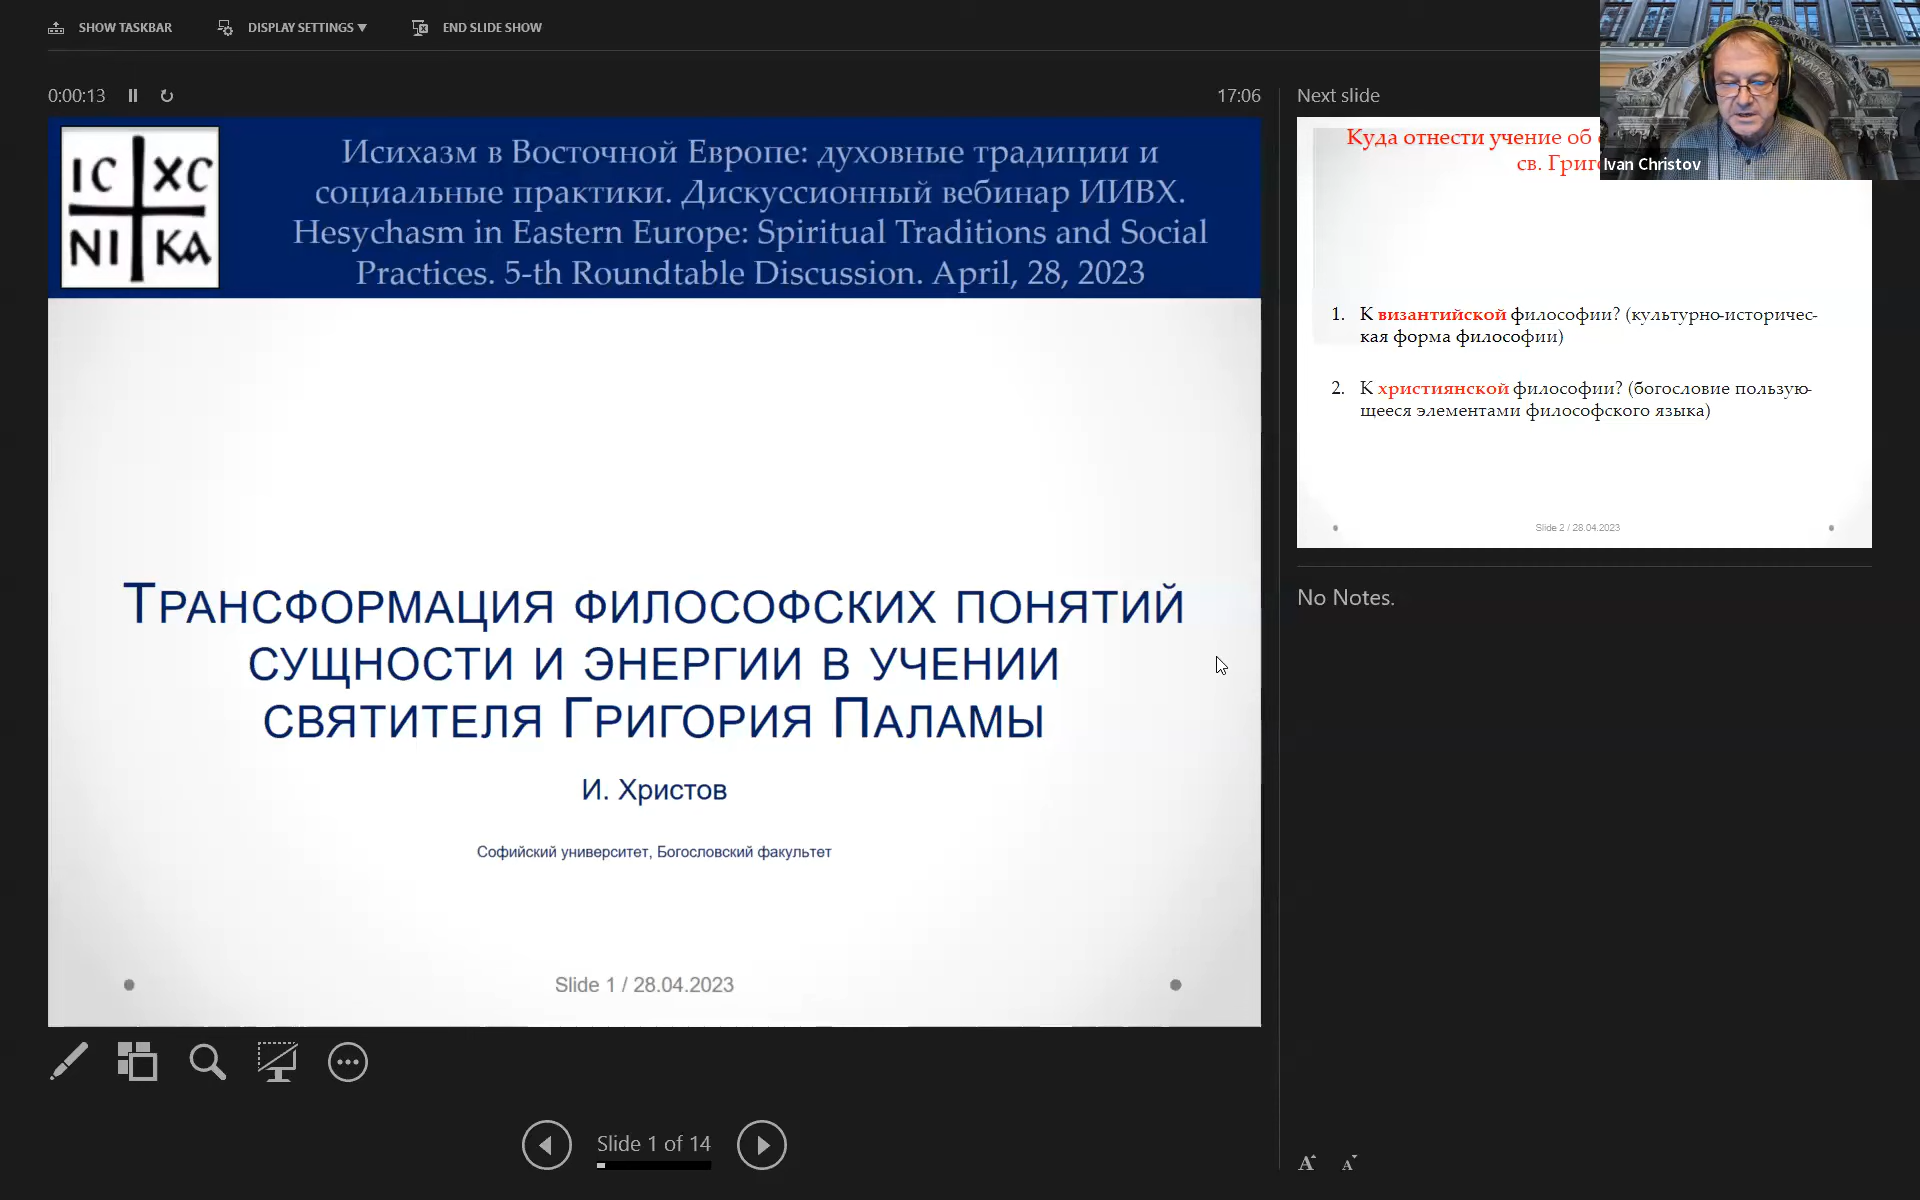 SHOW TASKBAR
DISPLAY SETTINGS ▾
END SLIDE SHOW
0:00:13
17:06
IC XC
NI KA
Исихазм в Восточной Европе: духовные традиции и
социальные практики. Дискуссионный вебинар ИИВХ.
Hesychasm in Eastern Europe: Spiritual Traditions and Social
Practices. 5-th Roundtable Discussion. April, 28, 2023
Трансформация философских понятий
сущности и энергии в учении
святителя Григория Паламы
И. Христов
Софийский университет, Богословский факультет
Slide 1 / 28.04.2023
Slide 1 of 14
Next slide
Куда отнести учение об
св.
Ivan Christov
1. К византийской философии? (культурно-историчес-
кая форма философии)
2. К християнской философии? (богословие пользую-
щееся элементами философского языка)
Slide 2 / 28.04.2023
No Notes.
A A